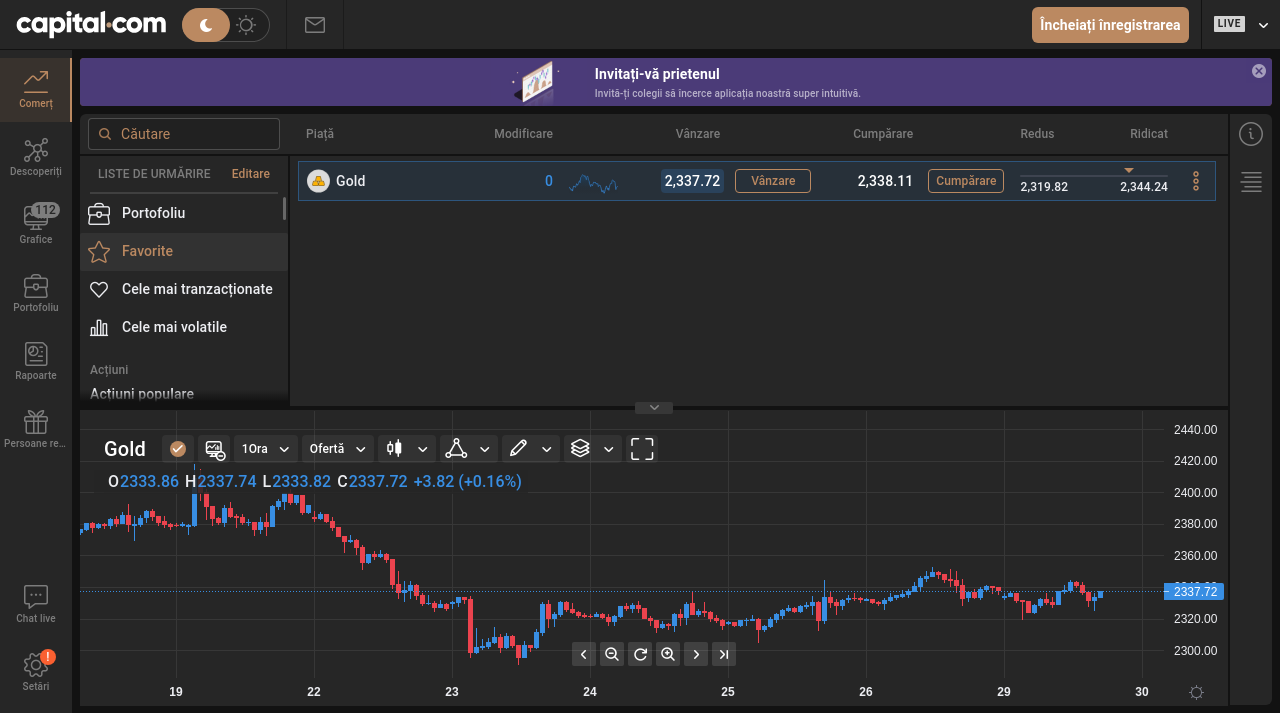 capital.com
Încheiați înregistrarea
LIVE
Invitați-vă prietenul
Invită-ți colegii să încerce aplicația noastră super intuitivă.
Comerț
Descoperiți
112
Grafice
Portofoliu
Rapoarte
Persoane re...
Chat live
!
Setări
Căutare
LISTE DE URMĂRIRE Editare
Portofoliu
Favorite
Cele mai tranzacționate
Cele mai volatile
Acțiuni
Acțiuni populare
Piață Modificare Vânzare Cumpărare Redus Ridicat
Gold 0 2,337.72 Vânzare 2,338.11 Cumpărare 2,319.82 2,344.24
Gold 1Ora Ofertă
O2333.86 H2337.74 L2333.82 C2337.72 +3.82 (+0.16%)
2440.00
2420.00
2400.00
2380.00
2360.00
2337.72
2320.00
2300.00
19 22 23 24 25 26 29 30